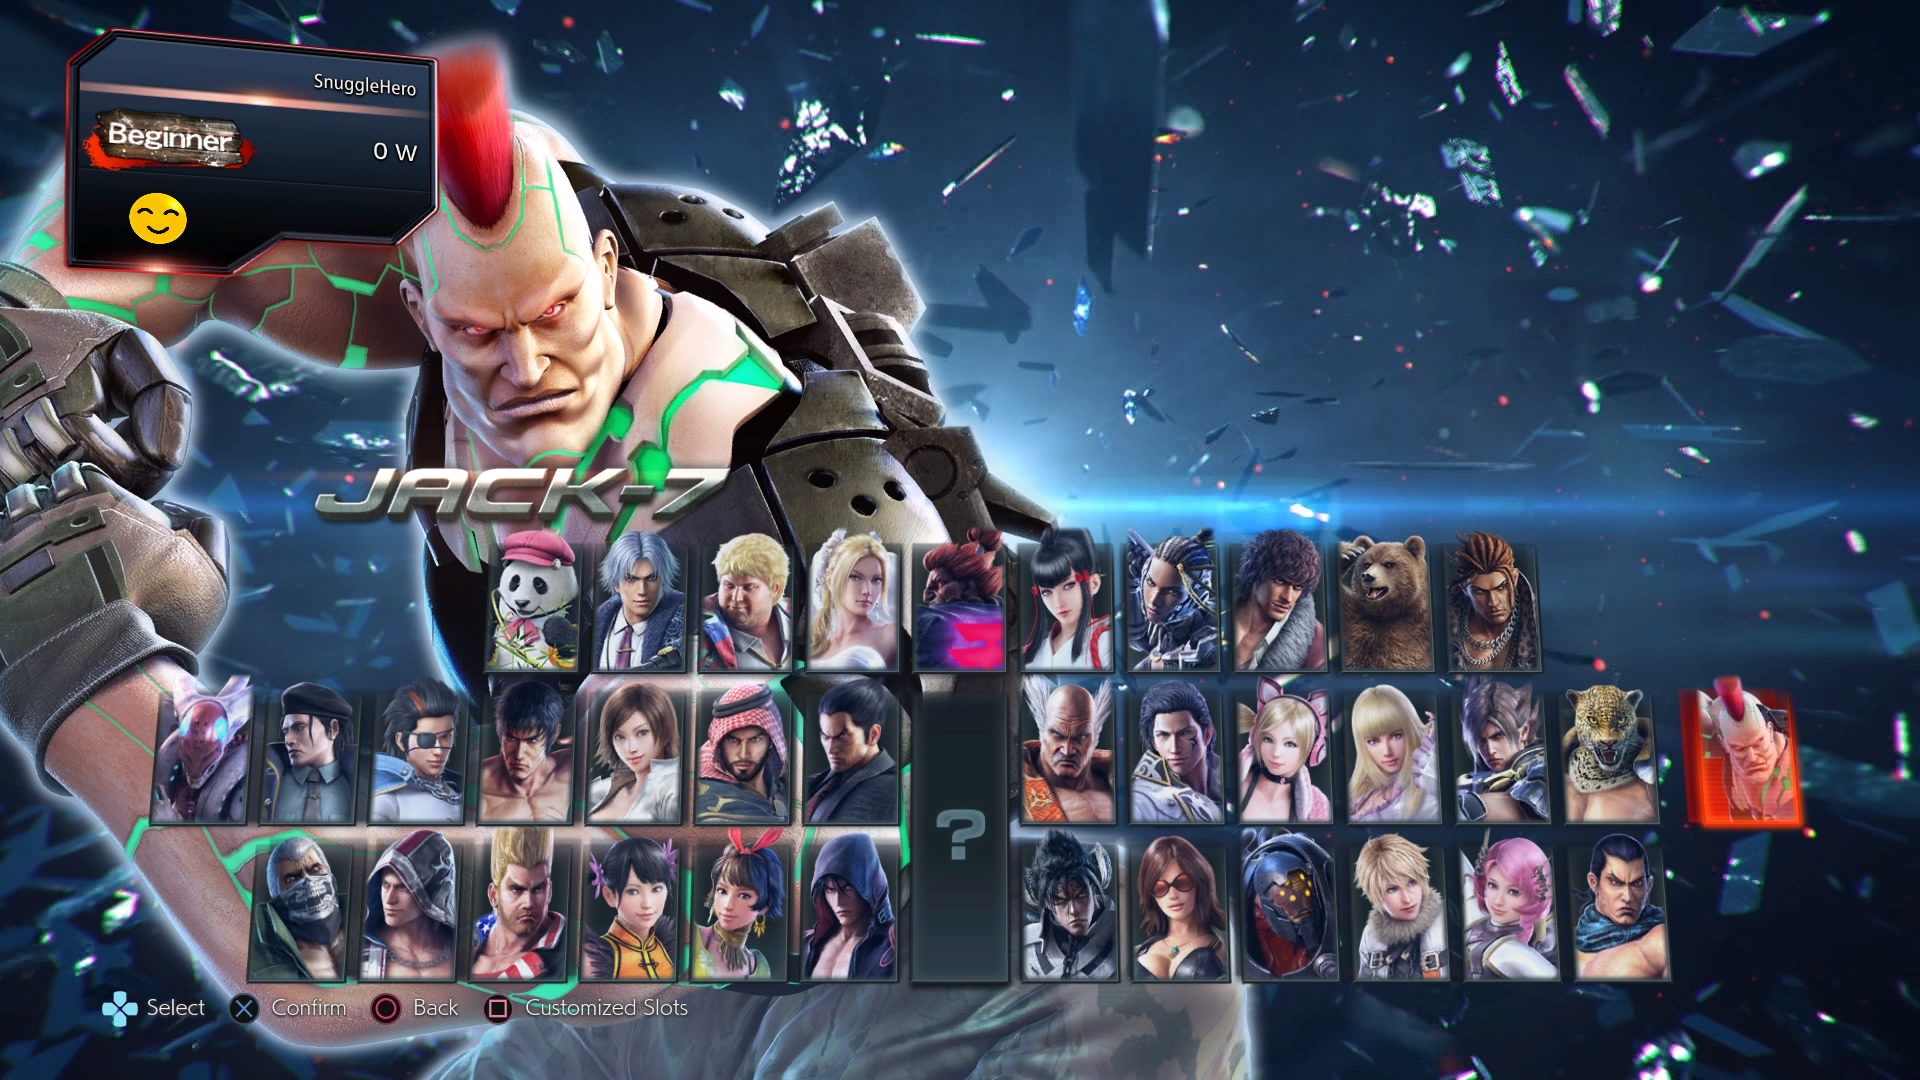 SnuggleHero
Beginner
0 W
JACK-7
?
Select Confirm Back Customized Slots